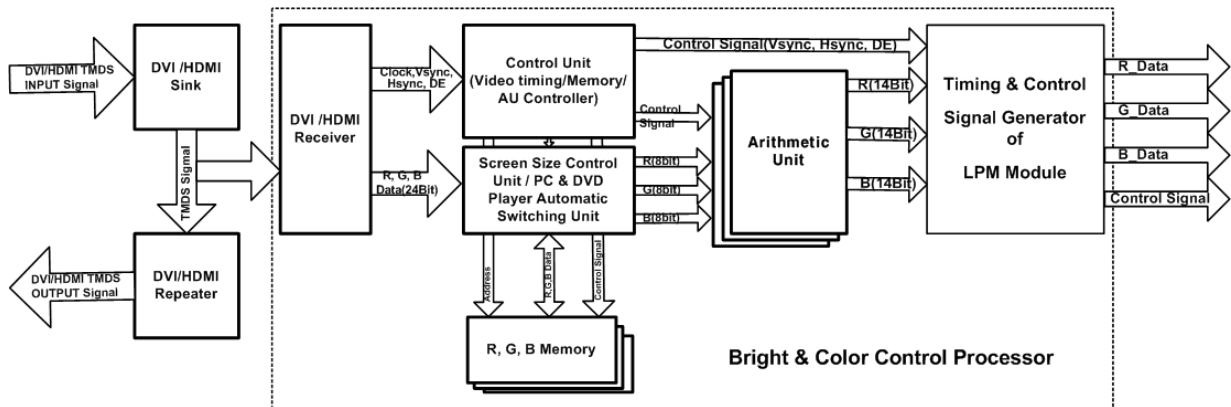 DVI/HDMI TMDS
INPUT Signal
DVI /HDMI
Sink
TMDS Sigmal
DVI/HDMI
Repeater
DVI/HDMI TMDS
OUTPUT Signal
DVI /HDMI
Receiver
Clock,Vsync,
Hsync, DE
R, G, B
Data(24Bit)
Control Unit
(Video timing/Memory/
AU Controller)
Screen Size Control
Unit / PC & DVD
Player Automatic
Switching Unit
Address
R,G,B Data
Control Signal
R, G, B Memory
Control Signal(Vsync, Hsync, DE)
Control
Signal
R(8bit)
G(8bit)
B(8bit)
Arithmetic
Unit
R(14Bit)
G(14Bit)
B(14Bit)
Timing & Control
Signal Generator
of
LPM Module
R_Data
G_Data
B_Data
Control Signal
Bright & Color Control Processor